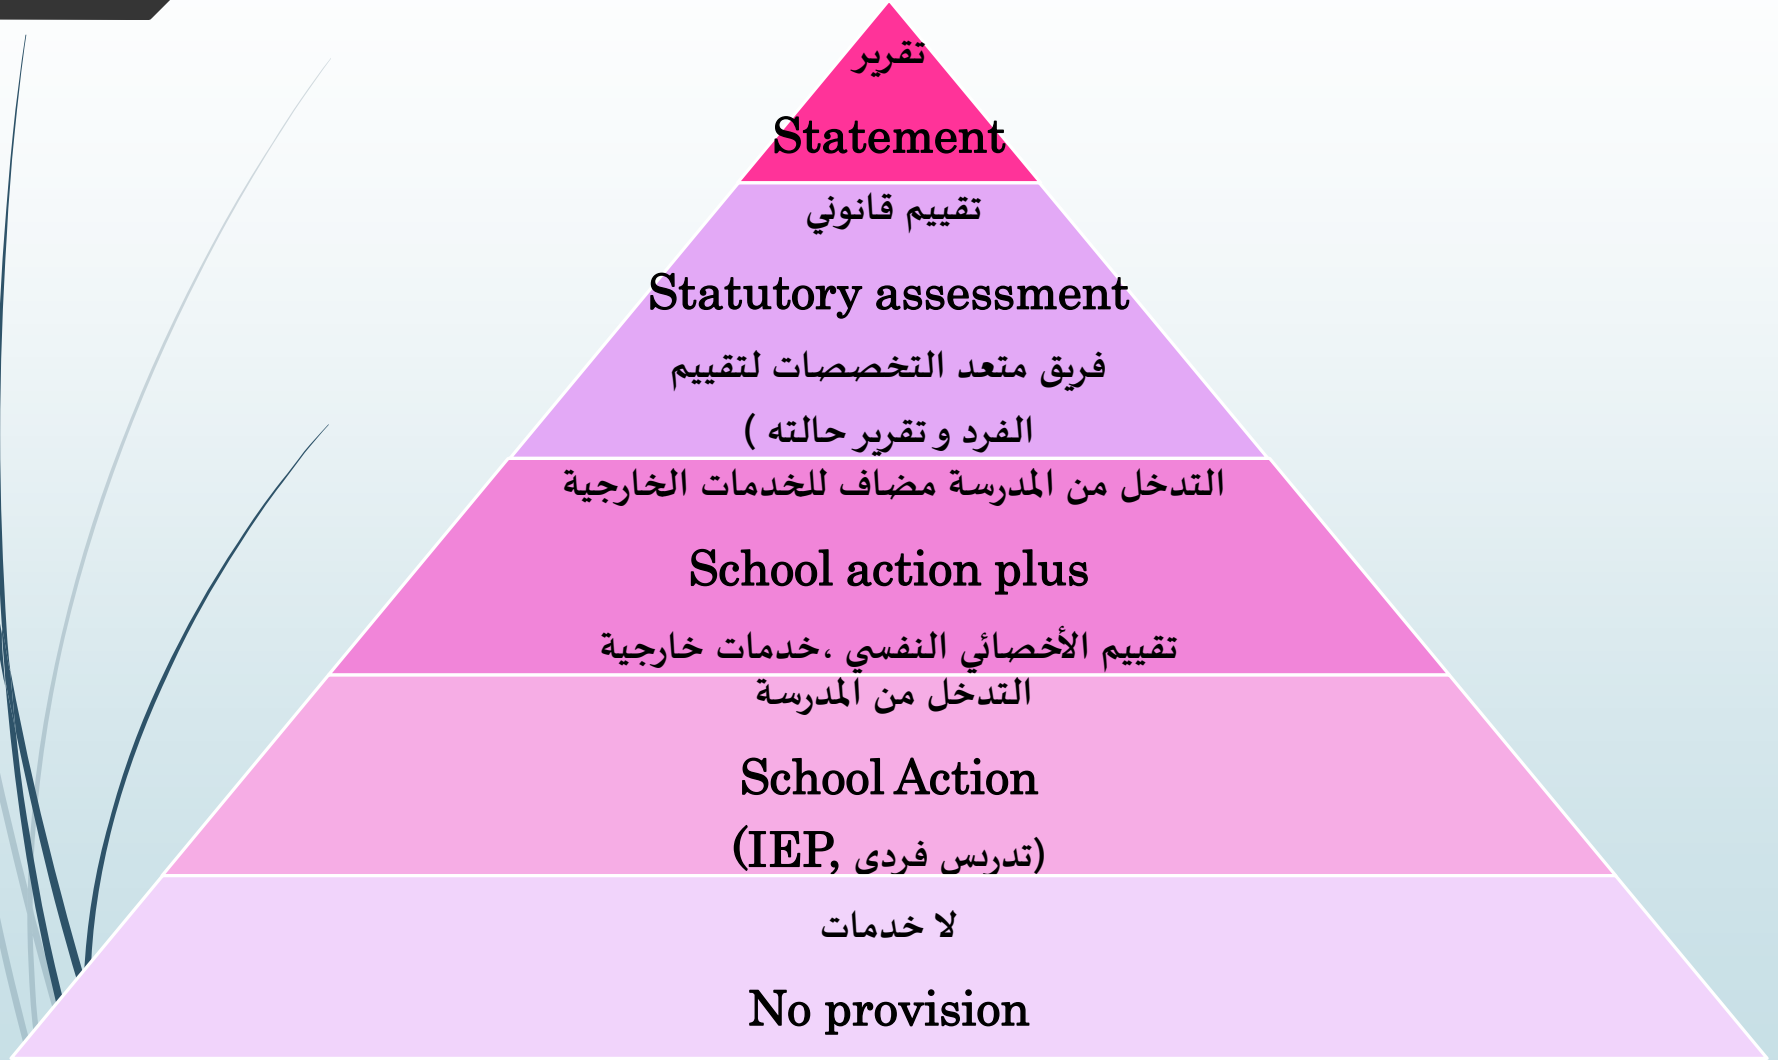 تقرير
Statement
تقييم قانوني
Statutory assessment
فريق متعد التخصصات لتقييم
الفرد و تقرير حالته )
التدخل من المدرسة مضاف للخدمات الخارجية
School action plus
تقييم الأخصائي النفسي ،خدمات خارجية
التدخل من المدرسة
School Action
(IEP, تدريس فردى)
لا خدمات
No provision